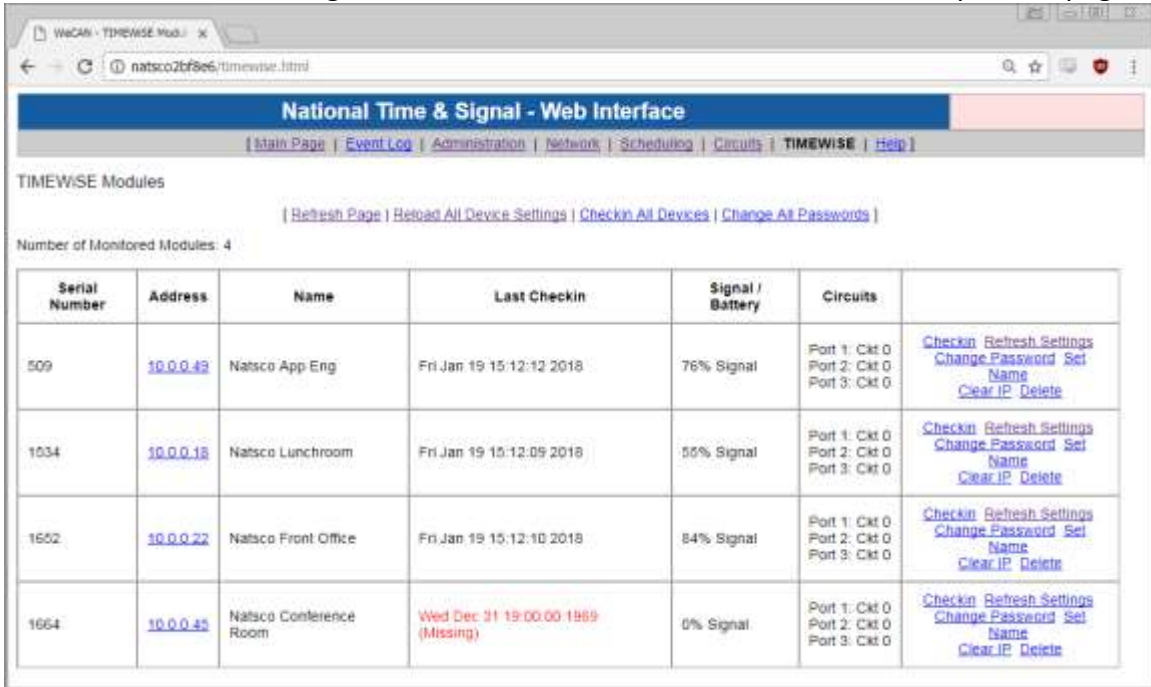 WeCAN - TIMEWiSE Modu
natsco2bf8e6/timewise.html
National Time & Signal - Web Interface
[ Main Page | Event Log | Administration | Network | Scheduling | Circuits | TIMEWiSE | Help ]
TIMEWiSE Modules
[ Refresh Page | Reload All Device Settings | Checkin All Devices | Change All Passwords ]
Number of Monitored Modules: 4
Serial Number Address Name Last Checkin Signal / Battery Circuits
509 10.0.0.49 Natsco App Eng Fri Jan 19 15:12:12 2018 76% Signal
Port 1: Ckt 0
Port 2: Ckt 0
Port 3: Ckt 0
Checkin Refresh Settings
Change Password Set
Name
Clear IP Delete
1534 10.0.0.18 Natsco Lunchroom Fri Jan 19 15:12:09 2018 55% Signal
Port 1: Ckt 0
Port 2: Ckt 0
Port 3: Ckt 0
Checkin Refresh Settings
Change Password Set
Name
Clear IP Delete
1652 10.0.0.22 Natsco Front Office Fri Jan 19 15:12:10 2018 84% Signal
Port 1: Ckt 0
Port 2: Ckt 0
Port 3: Ckt 0
Checkin Refresh Settings
Change Password Set
Name
Clear IP Delete
1664 10.0.0.45 Natsco Conference Room Wed Dec 31 19:00:00 1969 (Missing) 0% Signal
Port 1: Ckt 0
Port 2: Ckt 0
Port 3: Ckt 0
Checkin Refresh Settings
Change Password Set
Name
Clear IP Delete